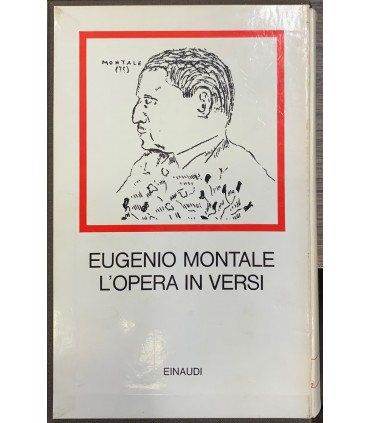 MONTALE
(?)
EUGENIO MONTALE
L'OPERA IN VERSI
EINAUDI